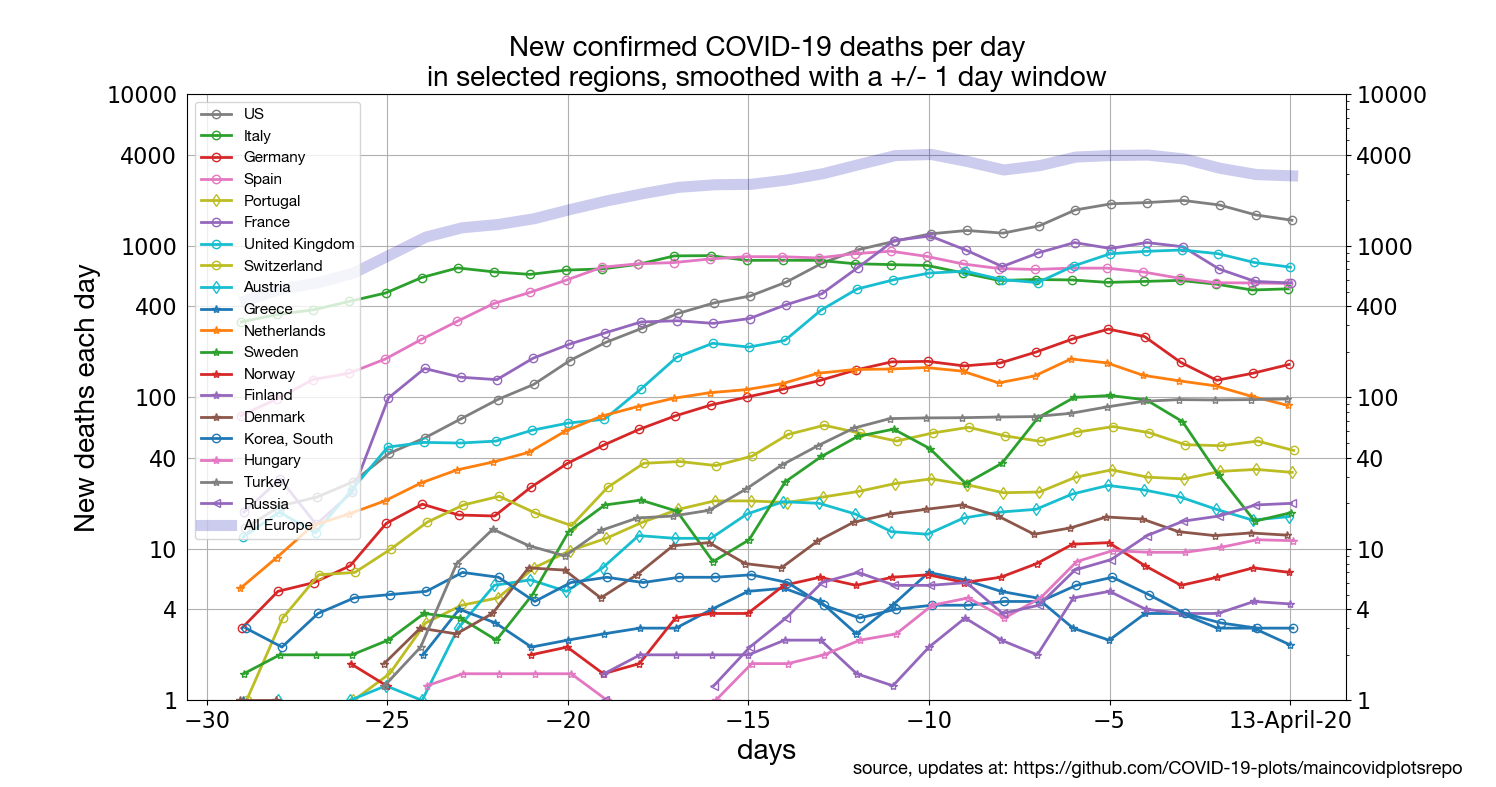 New confirmed COVID-19 deaths per day
in selected regions, smoothed with a +/- 1 day window
10000
4000
1000
400
100
40
10
4
1
New deaths each day
US
Italy
Germany
Spain
Portugal
France
United Kingdom
Switzerland
Austria
Greece
Netherlands
Sweden
Norway
Finland
Denmark
Korea, South
Hungary
Turkey
Russia
All Europe
10000
4000
1000
400
100
40
10
4
1
−30 −25 −20 −15 −10 −5 13-April-20
days
source, updates at: https://github.com/COVID-19-plots/maincovidplotsrepo